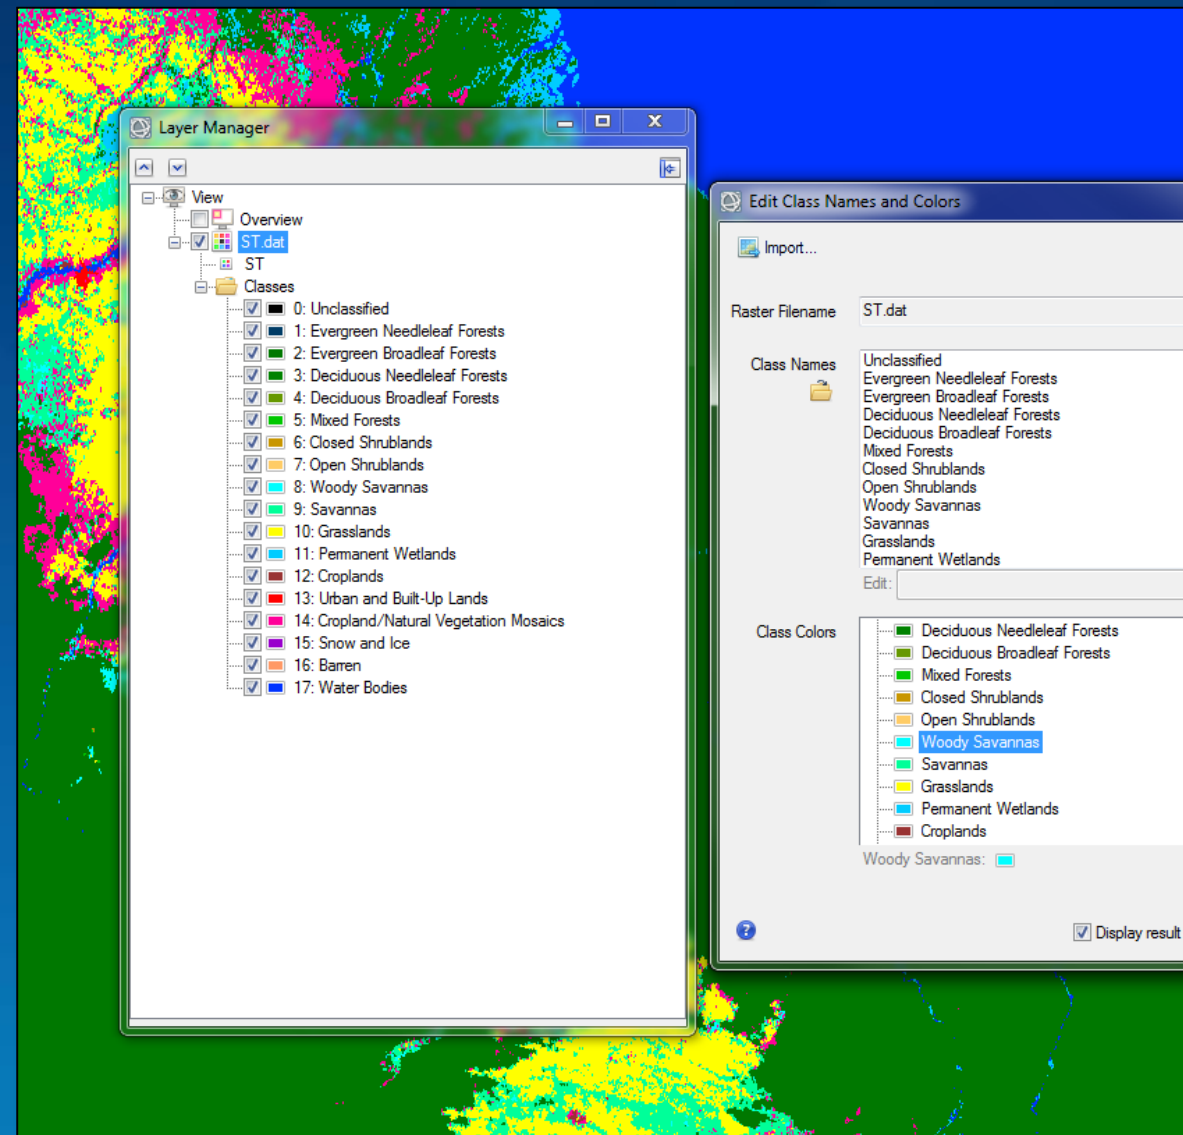 Layer Manager
View
Overview
ST.dat
ST
Classes
0: Unclassified
1: Evergreen Needleleaf Forests
2: Evergreen Broadleaf Forests
3: Deciduous Needleleaf Forests
4: Deciduous Broadleaf Forests
5: Mixed Forests
6: Closed Shrublands
7: Open Shrublands
8: Woody Savannas
9: Savannas
10: Grasslands
11: Permanent Wetlands
12: Croplands
13: Urban and Built-Up Lands
14: Cropland/Natural Vegetation Mosaics
15: Snow and Ice
16: Barren
17: Water Bodies
Edit Class Names and Colors
Import...
Raster Filename
ST.dat
Class Names
Unclassified
Evergreen Needleleaf Forests
Evergreen Broadleaf Forests
Deciduous Needleleaf Forests
Deciduous Broadleaf Forests
Mixed Forests
Closed Shrublands
Open Shrublands
Woody Savannas
Savannas
Grasslands
Permanent Wetlands
Edit:
Class Colors
Deciduous Needleleaf Forests
Deciduous Broadleaf Forests
Mixed Forests
Closed Shrublands
Open Shrublands
Woody Savannas
Savannas
Grasslands
Permanent Wetlands
Croplands
Woody Savannas:
?
Display result